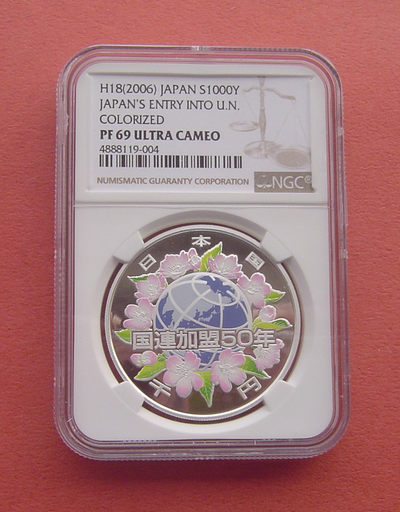 H18(2006) JAPAN S1000Y
JAPAN'S ENTRY INTO U.N.
COLORIZED
PF 69 ULTRA CAMEO
4888119-004
NUMISMATIC GUARANTY CORPORATION
NGC®
日本国
国連加盟50年
千円